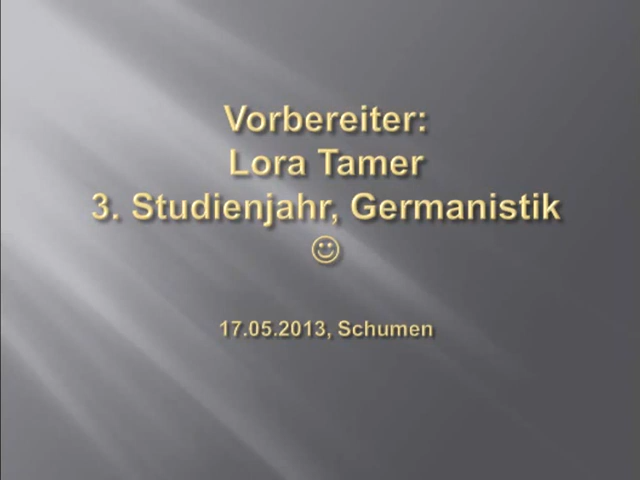 Vorbereiter:
Lora Tamer
3. Studienjahr, Germanistik
☺
17.05.2013, Schumen